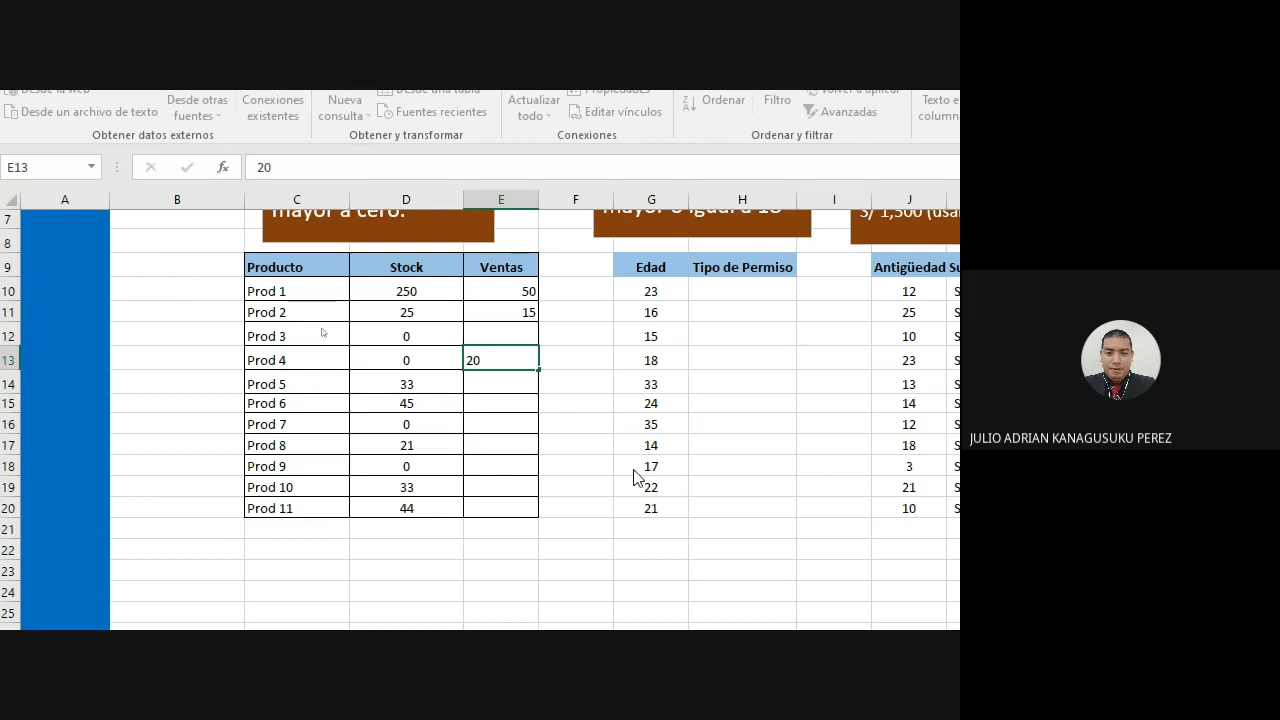 Desde la web
Desde una tabla
Propiedades
Volver a aplicar
Desde un archivo de texto
Desde otras
fuentes
Conexiones
existentes
Nueva
consulta
Fuentes recientes
Actualizar
todo
Editar vínculos
Ordenar
Filtro
Avanzadas
Texto e
column
Obtener datos externos
Obtener y transformar
Conexiones
Ordenar y filtrar
E13
fx
20
A B C D E F G H I J
7 mayor a cero. mayor o igual a 18 S/ 1,500 (usa
8
9 Producto Stock Ventas Edad Tipo de Permiso Antigüedad Su
10 Prod 1 250 50 23 12 S
11 Prod 2 25 15 16 25 S
12 Prod 3 0 15 10 S
13 Prod 4 0 20 18 23 S
14 Prod 5 33 33 13 S
15 Prod 6 45 24 14 S
16 Prod 7 0 35 12 S
17 Prod 8 21 14 18 S
18 Prod 9 0 17 3 S
19 Prod 10 33 22 21 S
20 Prod 11 44 21 10 S
21
22
23
24
25
JULIO ADRIAN KANAGUSUKU PEREZ